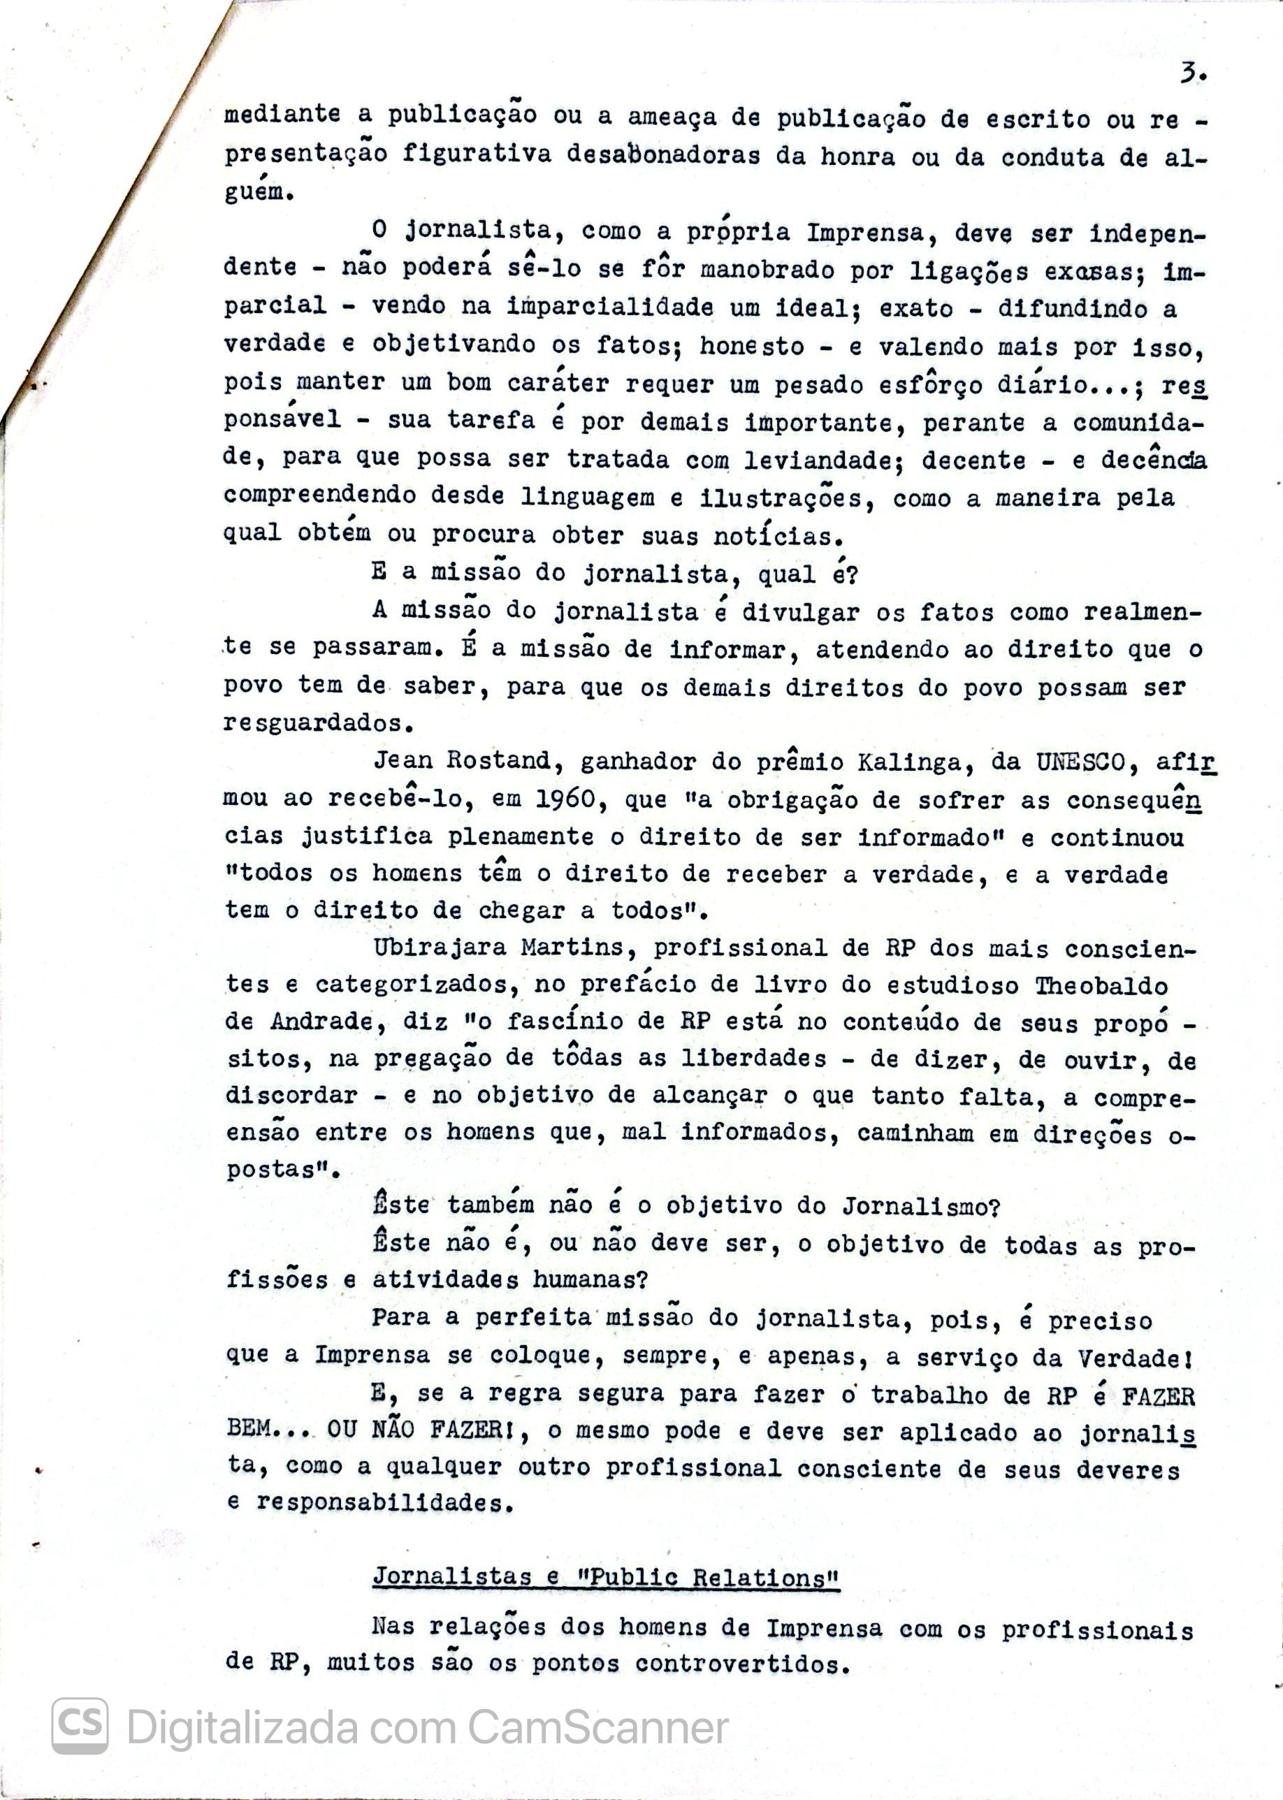 3.
mediante a publicação ou a ameaça de publicação de escrito ou re -
presentação figurativa desabonadoras da honra ou da conduta de al-
guém.
O jornalista, como a própria Imprensa, deve ser indepen-
dente - não poderá sê-lo se fôr manobrado por ligações exasas; im-
parcial - vendo na imparcialidade um ideal; exato - difundindo a
verdade e objetivando os fatos; honesto - e valendo mais por isso,
pois manter um bom caráter requer um pesado esfôrço diário...; res
ponsável - sua tarefa é por demais importante, perante a comunida-
de, para que possa ser tratada com leviandade; decente - e decência
compreendendo desde linguagem e ilustrações, como a maneira pela
qual obtém ou procura obter suas notícias.
E a missão do jornalista, qual é?
A missão do jornalista é divulgar os fatos como realmen-
te se passaram. É a missão de informar, atendendo ao direito que o
povo tem de saber, para que os demais direitos do povo possam ser
resguardados.
Jean Rostand, ganhador do prêmio Kalinga, da UNESCO, afir
mou ao recebê-lo, em 1960, que "a obrigação de sofrer as consequên
cias justifica plenamente o direito de ser informado" e continuou
"todos os homens têm o direito de receber a verdade, e a verdade
tem o direito de chegar a todos".
Ubirajara Martins, profissional de RP dos mais conscien-
tes e categorizados, no prefácio de livro do estudioso Theobaldo
de Andrade, diz "o fascínio de RP está no conteúdo de seus propó -
sitos, na pregação de tôdas as liberdades - de dizer, de ouvir, de
discordar - e no objetivo de alcançar o que tanto falta, a compre-
ensão entre os homens que, mal informados, caminham em direções o-
postas".
Êste também não é o objetivo do Jornalismo?
Êste não é, ou não deve ser, o objetivo de todas as pro-
fissões e atividades humanas?
Para a perfeita missão do jornalista, pois, é preciso
que a Imprensa se coloque, sempre, e apenas, a serviço da Verdade!
E, se a regra segura para fazer o trabalho de RP é FAZER
BEM... OU NÃO FAZER!, o mesmo pode e deve ser aplicado ao jornalis
ta, como a qualquer outro profissional consciente de seus deveres
e responsabilidades.
Jornalistas e "Public Relations"
Nas relações dos homens de Imprensa com os profissionais
de RP, muitos são os pontos controvertidos.
CS Digitalizada com CamScanner